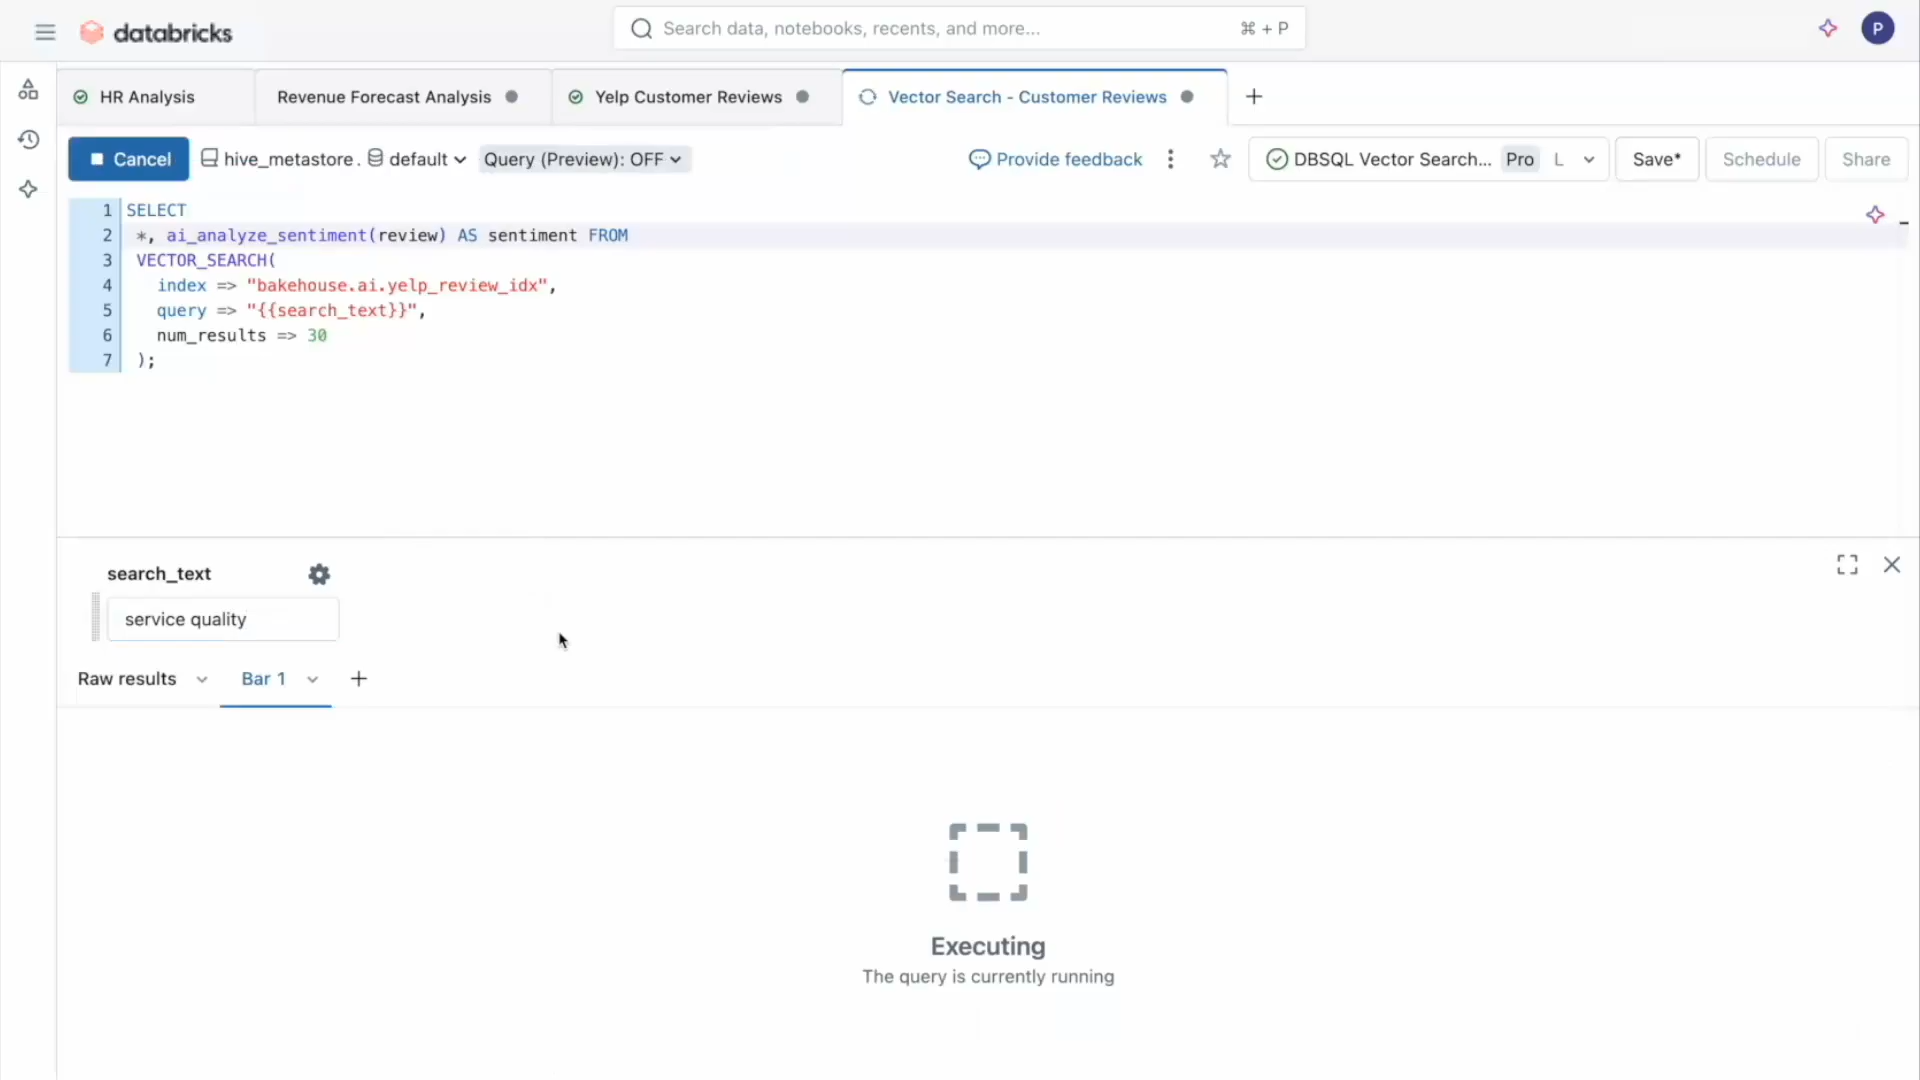 databricks
Search data, notebooks, recents, and more...
⌘ + P
P
HR Analysis
Revenue Forecast Analysis
Yelp Customer Reviews
Vector Search - Customer Reviews
Cancel
hive_metastore . default
Query (Preview): OFF
Provide feedback
DBSQL Vector Search... Pro L
Save*
Schedule
Share
1 SELECT
2 *, ai_analyze_sentiment(review) AS sentiment FROM
3 VECTOR_SEARCH(
4 index => "bakehouse.ai.yelp_review_idx",
5 query => "{{search_text}}",
6 num_results => 30
7 );
search_text
service quality
Raw results
Bar 1
Executing
The query is currently running